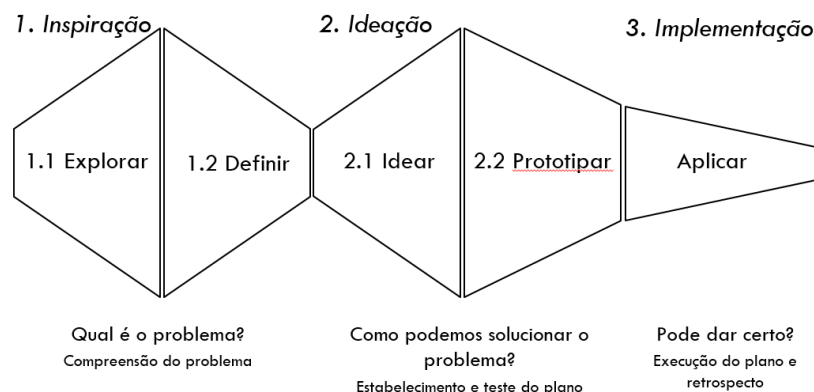 1. Inspiração
2. Ideação
3. Implementação
1.1 Explorar
1.2 Definir
2.1 Idear
2.2 Prototipar
Aplicar
Qual é o problema?
Compreensão do problema
Como podemos solucionar o
problema?
Estabelecimento e teste do plano
Pode dar certo?
Execução do plano e
retrospecto